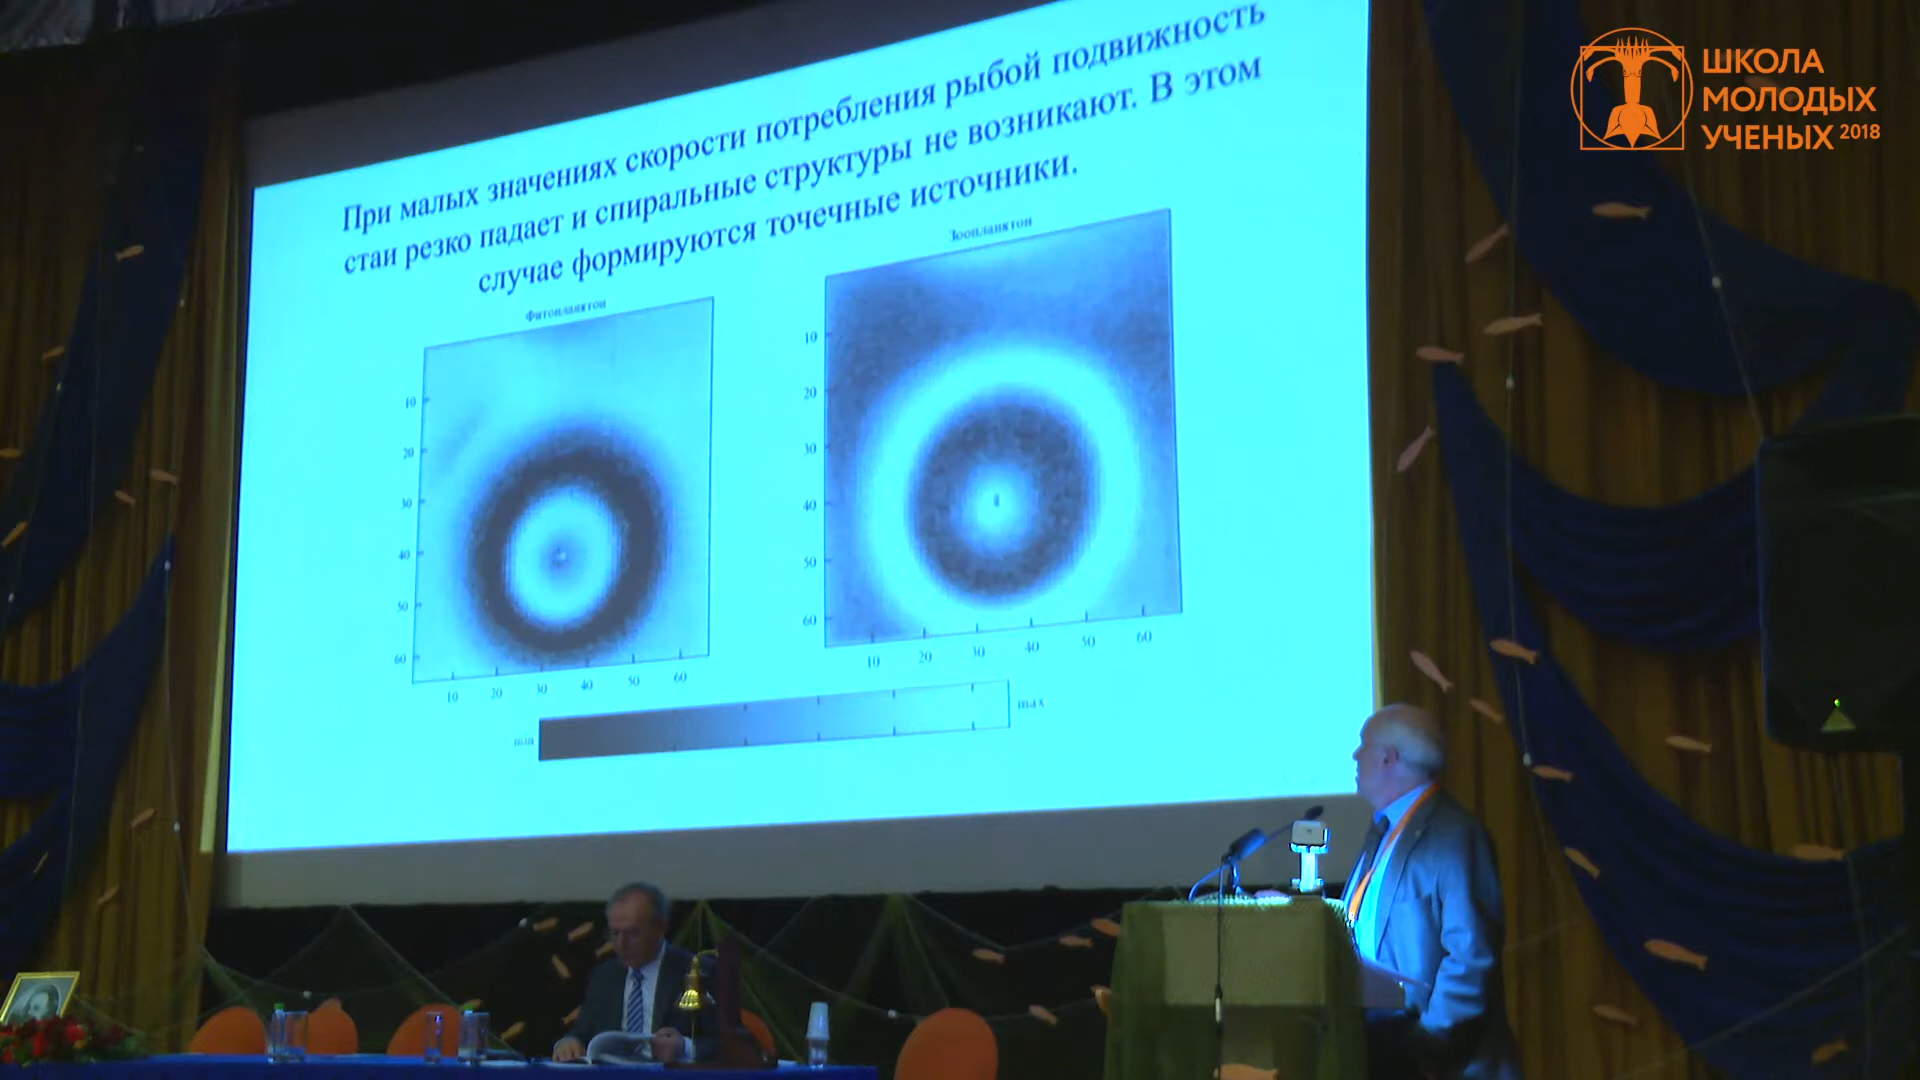 При малых значениях скорости потребления рыбой подвижность
стаи резко падает и спиральные структуры не возникают. В этом
случае формируются точечные источники.
Фитопланктон
Зоопланктон
10
20
30
40
50
60
10 20 30 40 50 60
10
20
30
40
50
60
10 20 30 40 50 60
min
max
ШКОЛА
МОЛОДЫХ
УЧЕНЫХ 2018